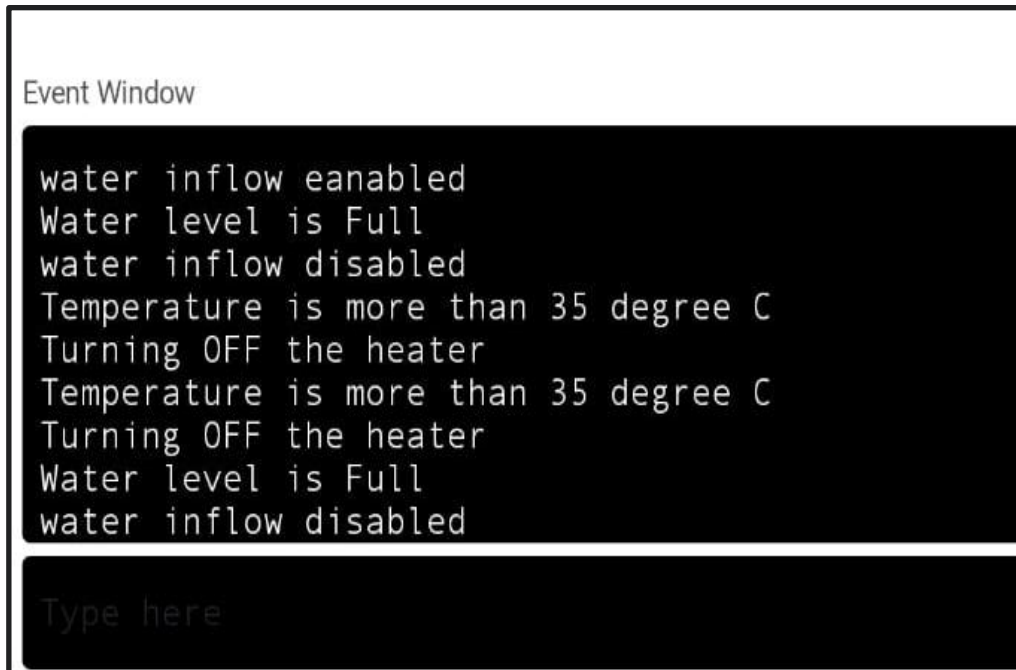 Event Window
water inflow eanabled
Water level is Full
water inflow disabled
Temperature is more than 35 degree C
Turning OFF the heater
Temperature is more than 35 degree C
Turning OFF the heater
Water level is Full
water inflow disabled
Type here